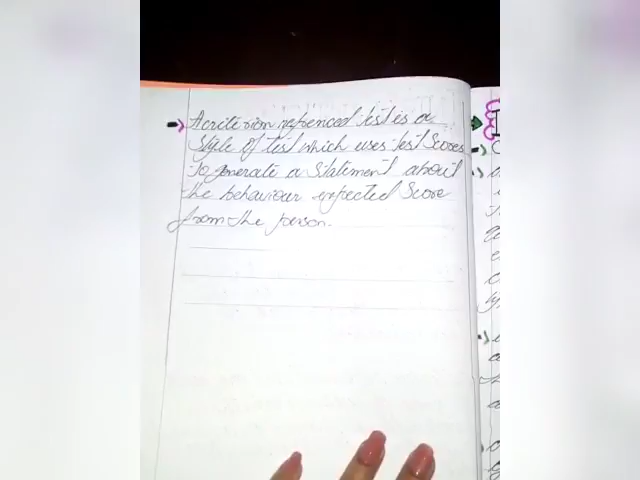 A criterion referenced test is a
style of test which uses test scores
to generate a statement about
the behaviour expected Score
from the person.